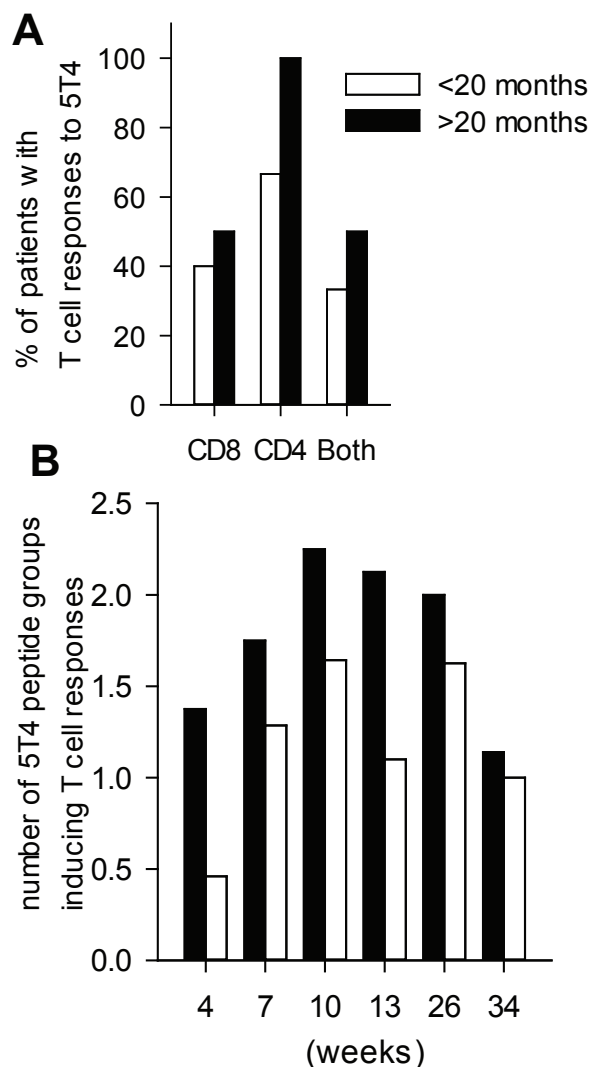 A
% of patients with
T cell responses to 5T4
100
80
60
40
20
0
CD8 CD4 Both
<20 months
>20 months
B
number of 5T4 peptide groups
inducing T cell responses
2.5
2.0
1.5
1.0
0.5
0.0
4 7 10 13 26 34
(weeks)